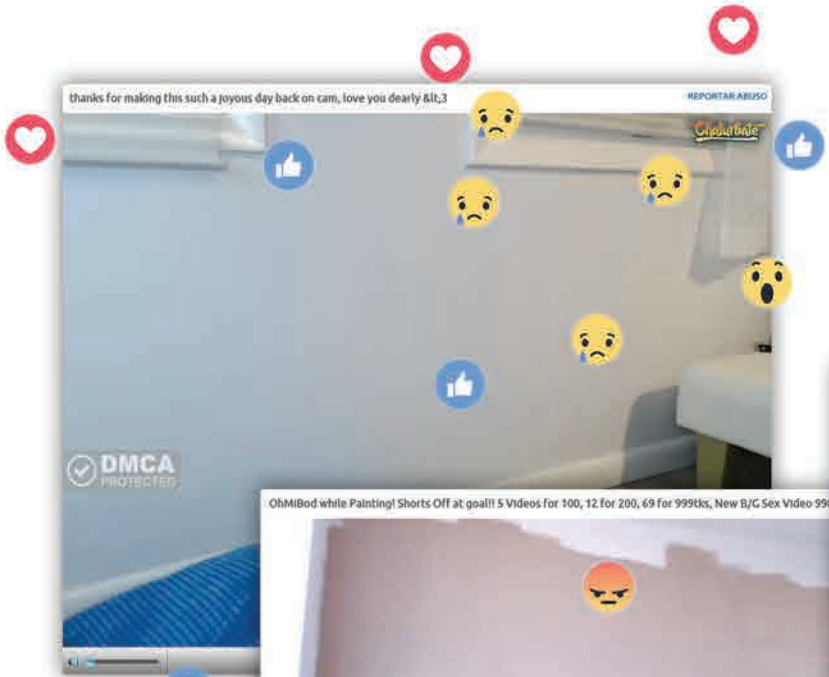 thanks for making this such a joyous day back on cam, love you dearly &lt,3
REPORTAR ABUSO
Chaturbate
DMCA
PROTECTED
OhMiBod while Painting! Shorts Off at goal!! 5 Videos for 100, 12 for 200, 69 for 999tks, New B/G Sex Video